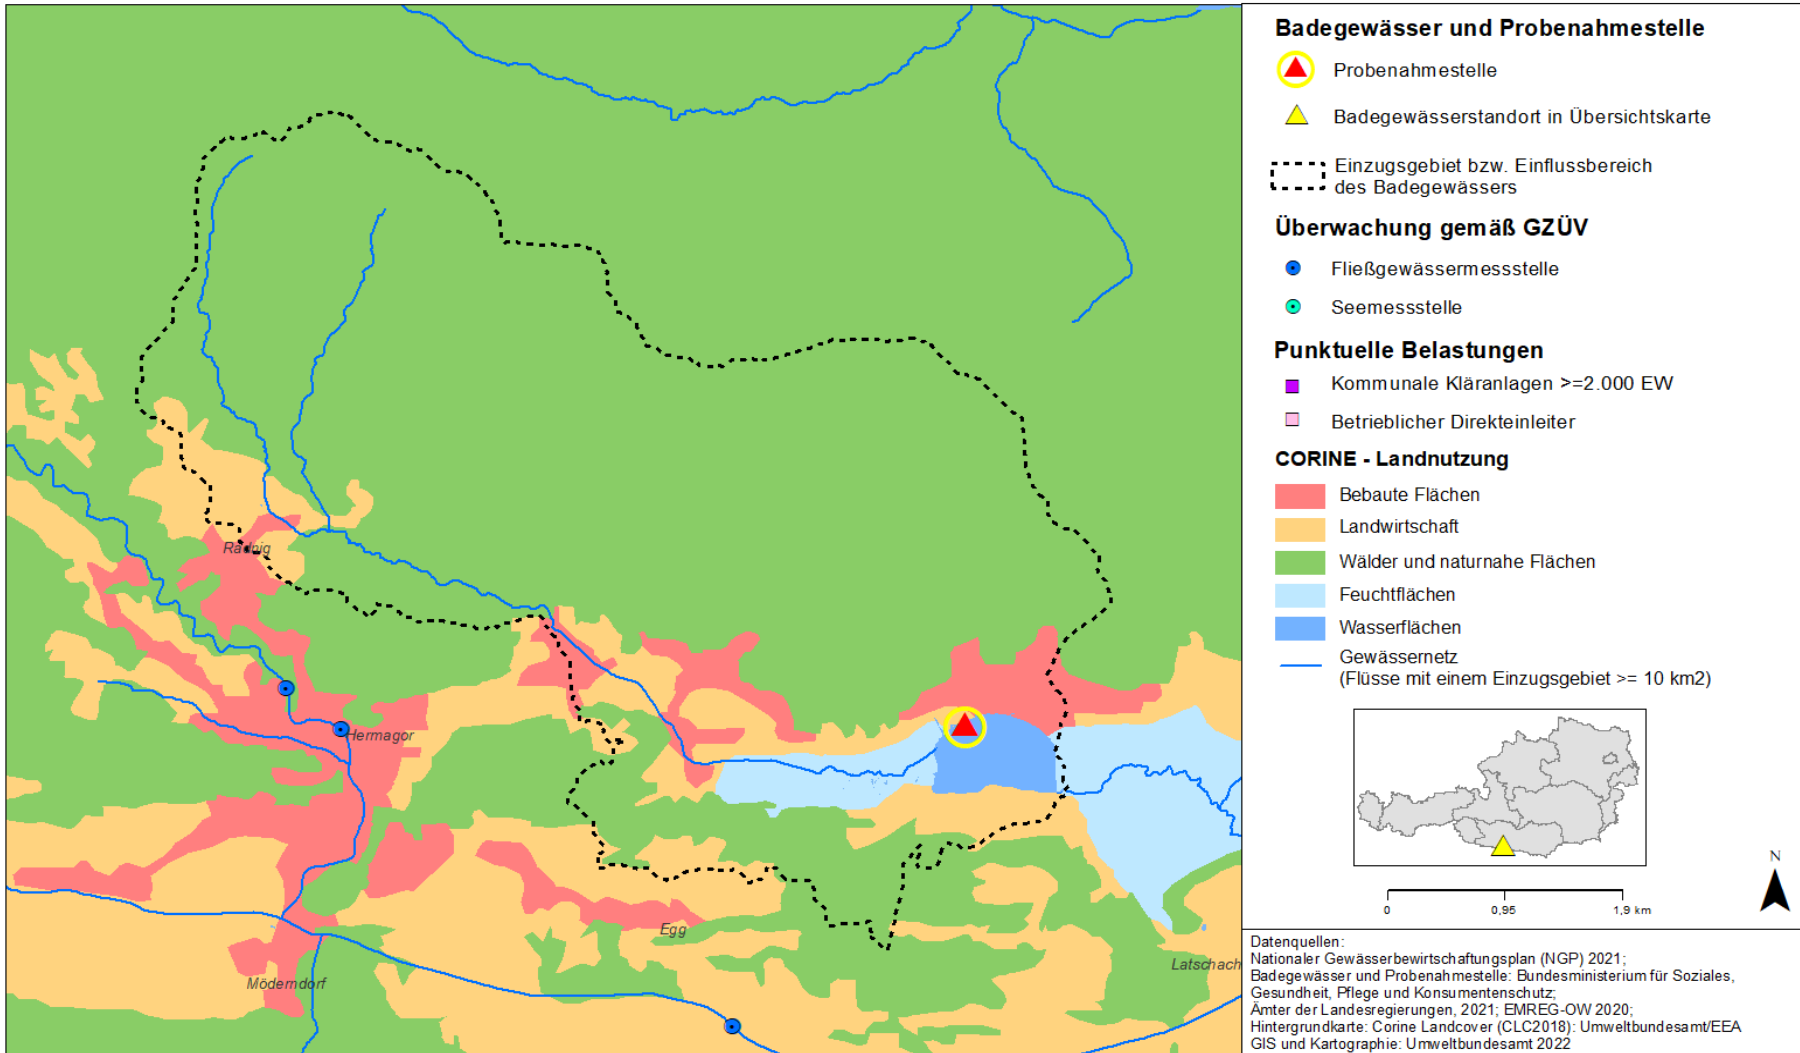 Radnig
Hermagor
Egg
Möderndorf
Latschach
Badegewässer und Probenahmestelle
Probenahmestelle
Badegewässerstandort in Übersichtskarte
Einzugsgebiet bzw. Einflussbereich
des Badegewässers
Überwachung gemäß GZÜV
Fließgewässermessstelle
Seemessstelle
Punktuelle Belastungen
Kommunale Kläranlagen >=2.000 EW
Betrieblicher Direkteinleiter
CORINE - Landnutzung
Bebaute Flächen
Landwirtschaft
Wälder und naturnahe Flächen
Feuchtflächen
Wasserflächen
Gewässernetz
(Flüsse mit einem Einzugsgebiet >= 10 km2)
N
0 0,95 1,9 km
Datenquellen:
Nationaler Gewässerbewirtschaftungsplan (NGP) 2021;
Badegewässer und Probenahmestelle: Bundesministerium für Soziales,
Gesundheit, Pflege und Konsumentenschutz;
Ämter der Landesregierungen, 2021; EMREG-OW 2020;
Hintergrundkarte: Corine Landcover (CLC2018): Umweltbundesamt/EEA
GIS und Kartographie: Umweltbundesamt 2022